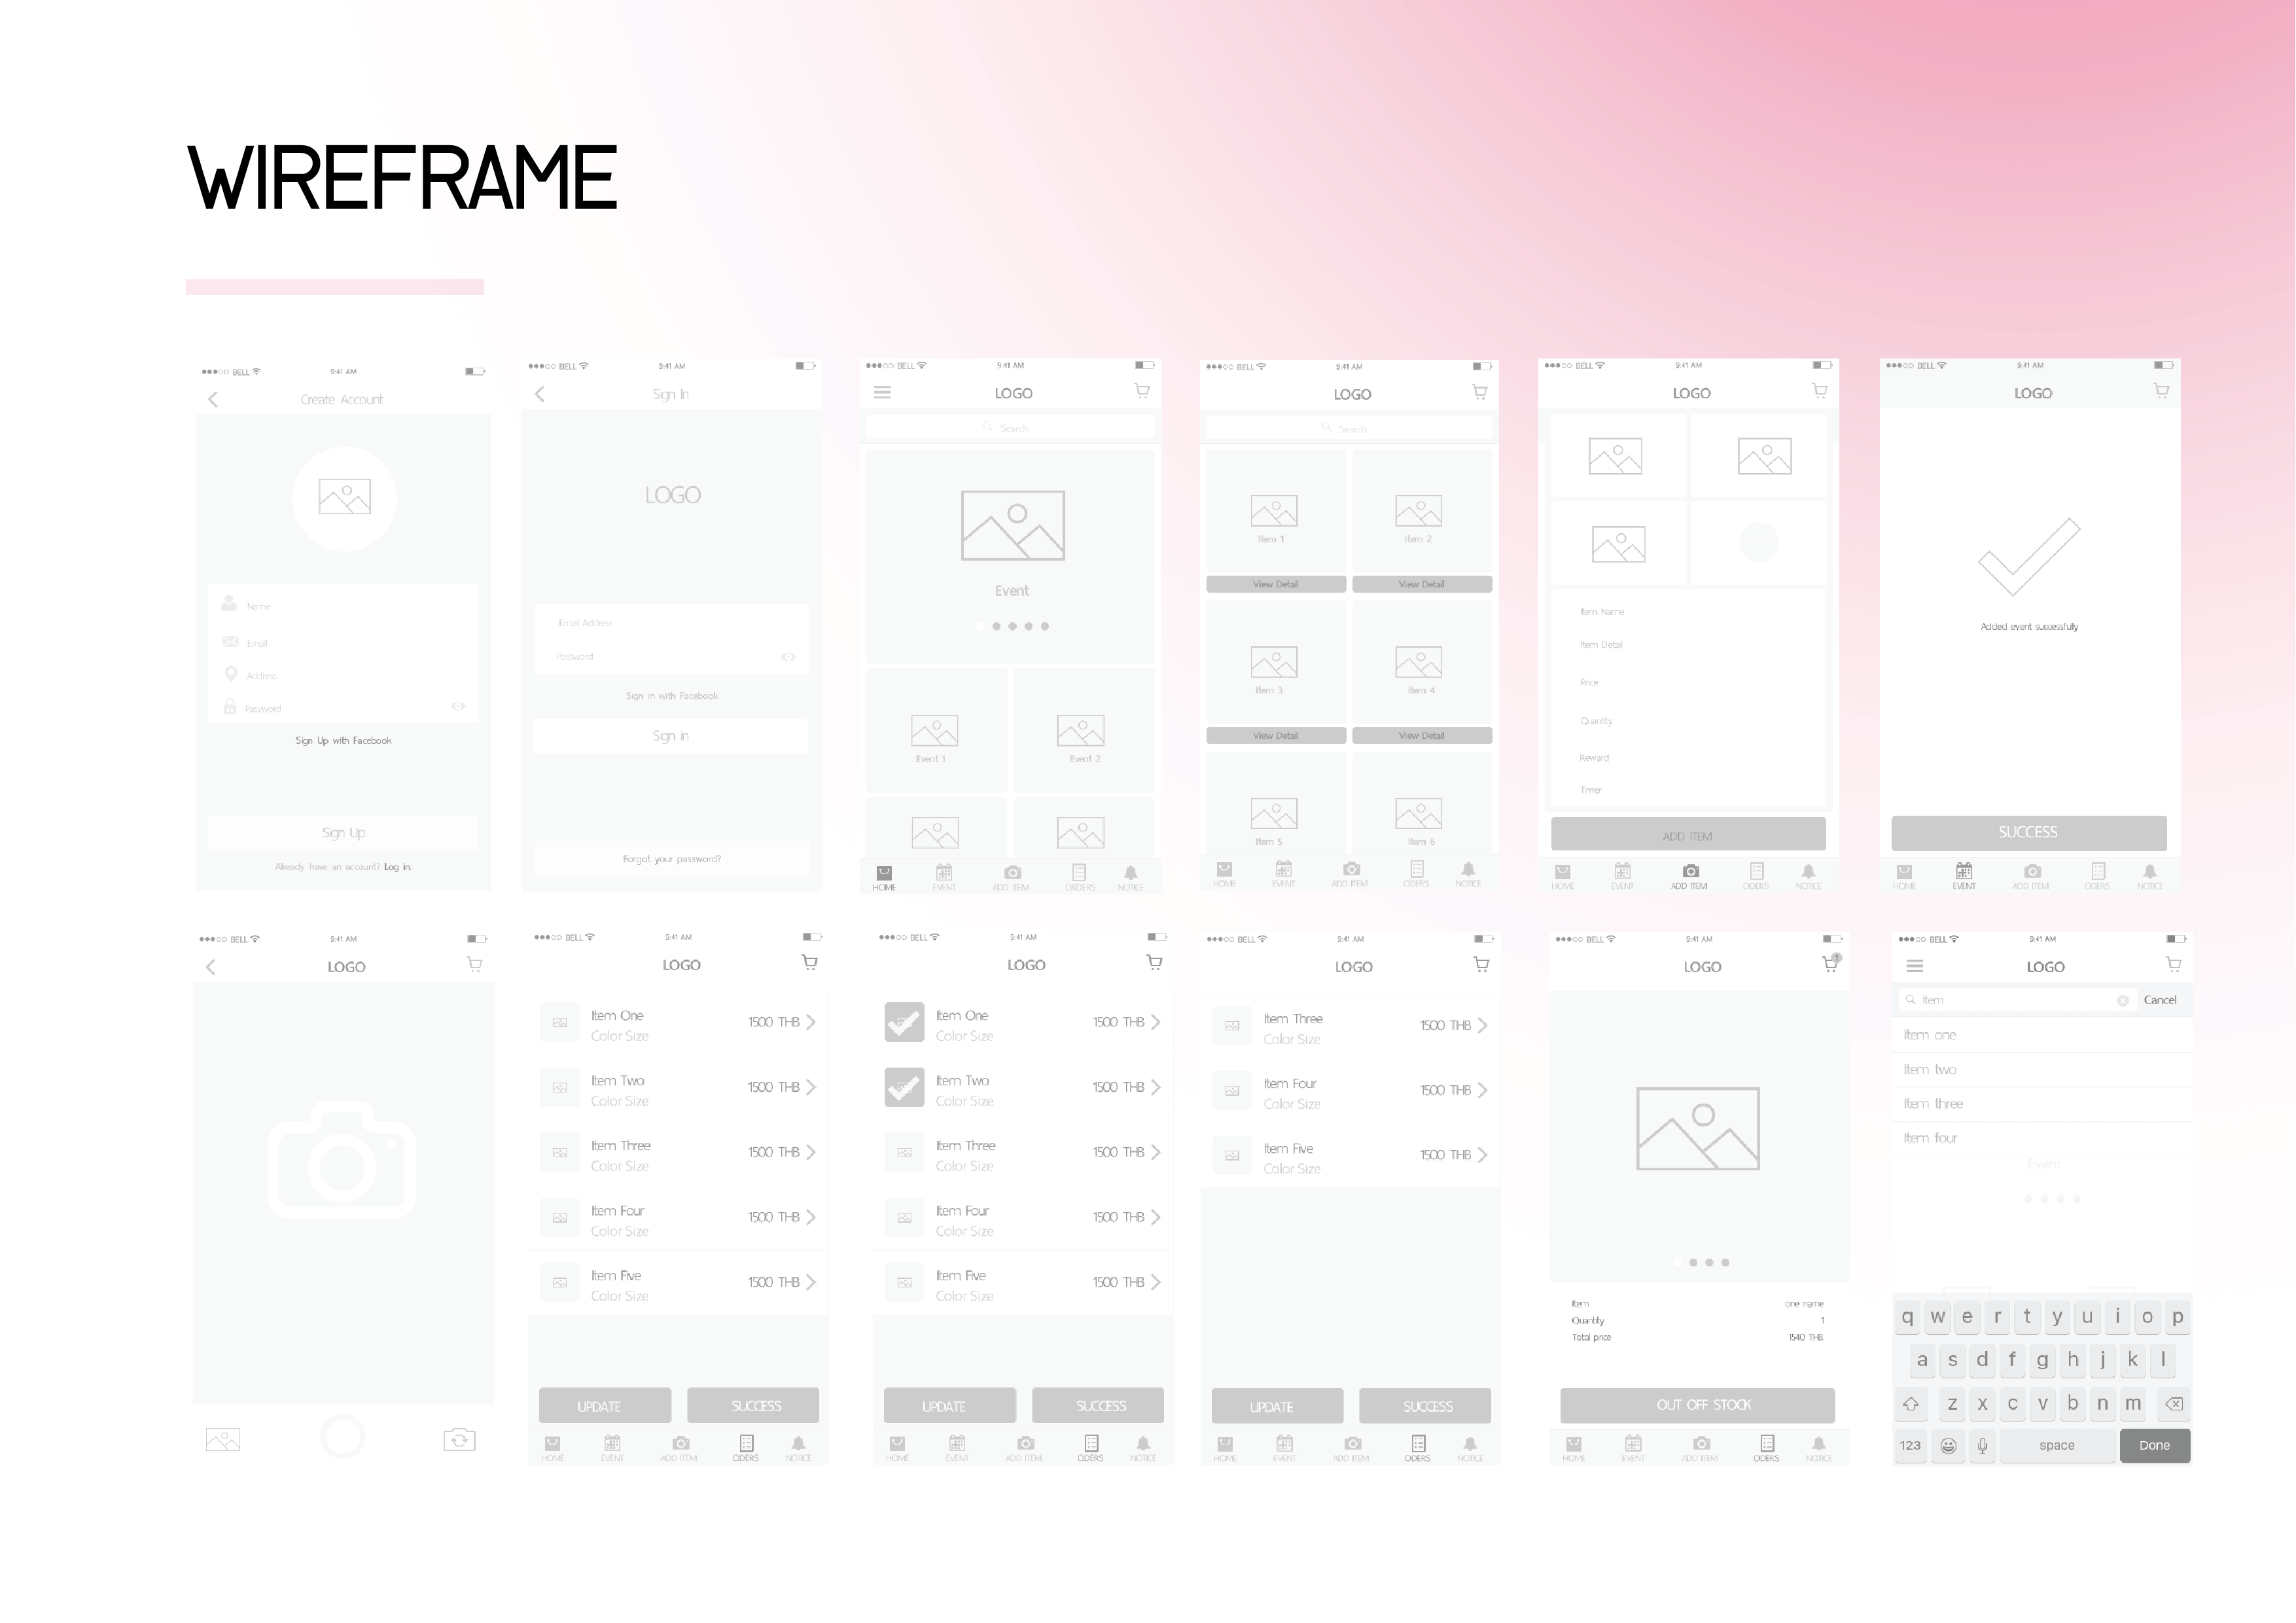 WIREFRAME
BELL 9:41 AM
Create Account
Name
Email
Address
Password
Sign Up with Facebook
Sign Up
Already have an account? Log in.
BELL 9:41 AM
Sign In
LOGO
Email Address
Password
Sign in with Facebook
Sign in
Forgot your password?
BELL 9:41 AM
LOGO
Search
Event
Event 1 Event 2
HOME EVENT ADD ITEM ORDERS NOTICE
BELL 9:41 AM
LOGO
Search
Item 1 Item 2
View Detail View Detail
Item 3 Item 4
View Detail View Detail
Item 5 Item 6
HOME EVENT ADD ITEM ODERS NOTICE
BELL 9:41 AM
LOGO
Item Name
Item Detail
Price
Quantity
Reward
Timer
ADD ITEM
HOME EVENT ADD ITEM ODERS NOTICE
BELL 9:41 AM
LOGO
Added event successfully
SUCCESS
HOME EVENT ADD ITEM ODERS NOTICE
BELL 9:41 AM
LOGO
BELL 9:41 AM
LOGO
Item One
Color Size 1500 THB
Item Two
Color Size 1500 THB
Item Three
Color Size 1500 THB
Item Four
Color Size 1500 THB
Item Five
Color Size 1500 THB
UPDATE SUCCESS
HOME EVENT ADD ITEM ODERS NOTICE
BELL 9:41 AM
LOGO
Item One
Color Size 1500 THB
Item Two
Color Size 1500 THB
Item Three
Color Size 1500 THB
Item Four
Color Size 1500 THB
Item Five
Color Size 1500 THB
UPDATE SUCCESS
HOME EVENT ADD ITEM ODERS NOTICE
BELL 9:41 AM
LOGO
Item Three
Color Size 1500 THB
Item Four
Color Size 1500 THB
Item Five
Color Size 1500 THB
UPDATE SUCCESS
HOME EVENT ADD ITEM ODERS NOTICE
BELL 9:41 AM
LOGO 1
Item one name
Quantity 1
Total price 1540 THB.
OUT OFF STOCK
HOME EVENT ADD ITEM ODERS NOTICE
BELL 9:41 AM
LOGO
Item Cancel
Item one
Item two
Item three
Item four
Event
q w e r t y u i o p
a s d f g h j k l
z x c v b n m
123 space Done